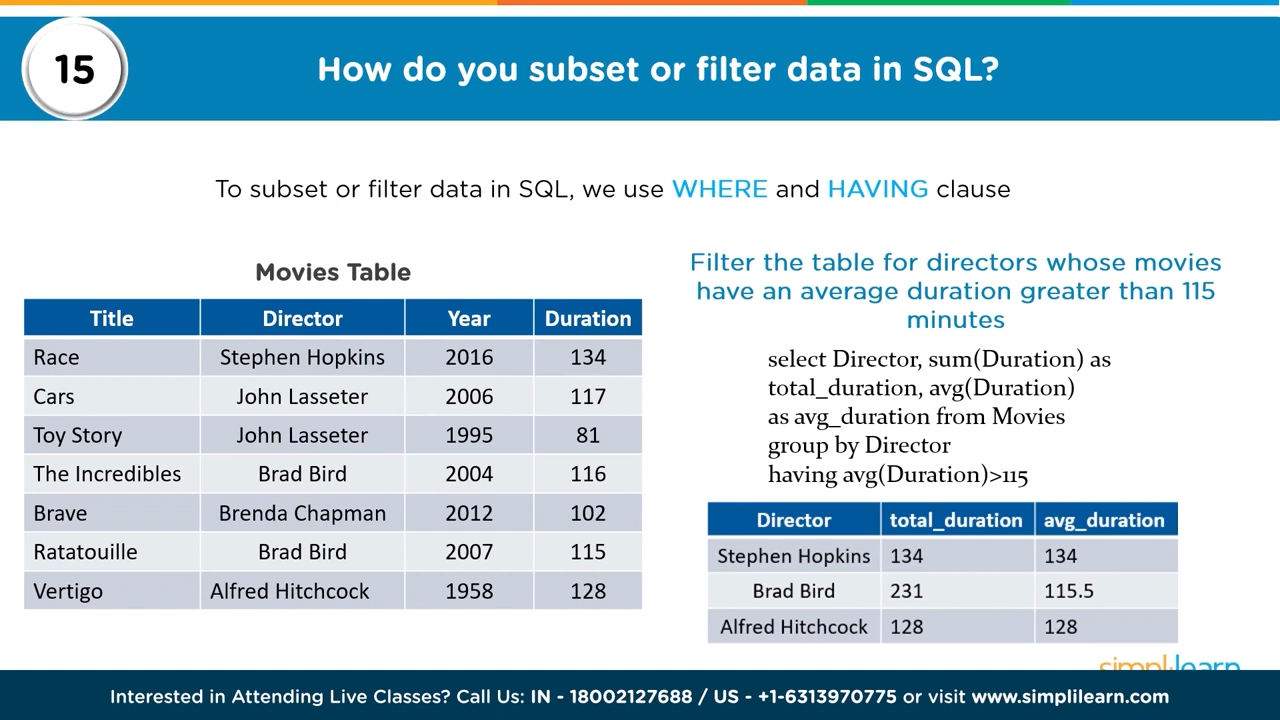 15
How do you subset or filter data in SQL?
To subset or filter data in SQL, we use WHERE and HAVING clause
Movies Table
Title Director Year Duration
Race Stephen Hopkins 2016 134
Cars John Lasseter 2006 117
Toy Story John Lasseter 1995 81
The Incredibles Brad Bird 2004 116
Brave Brenda Chapman 2012 102
Ratatouille Brad Bird 2007 115
Vertigo Alfred Hitchcock 1958 128
Filter the table for directors whose movies
have an average duration greater than 115
minutes
select Director, sum(Duration) as
total_duration, avg(Duration)
as avg_duration from Movies
group by Director
having avg(Duration)>115
Director total_duration avg_duration
Stephen Hopkins 134 134
Brad Bird 231 115.5
Alfred Hitchcock 128 128
simplilearn
Interested in Attending Live Classes? Call Us: IN - 18002127688 / US - +1-6313970775 or visit www.simplilearn.com